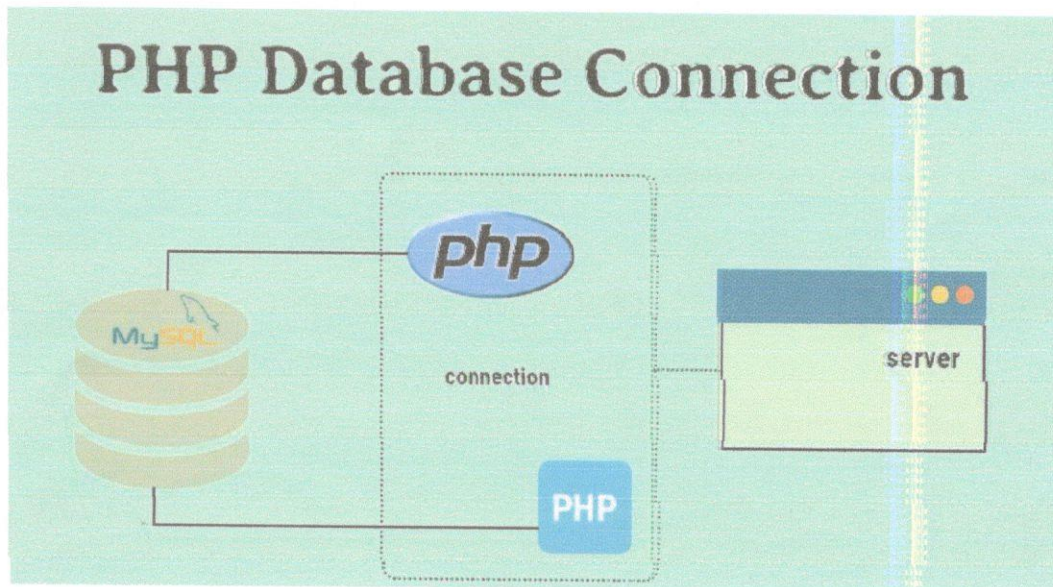 PHP Database Connection
php
MySQL
connection
server
PHP